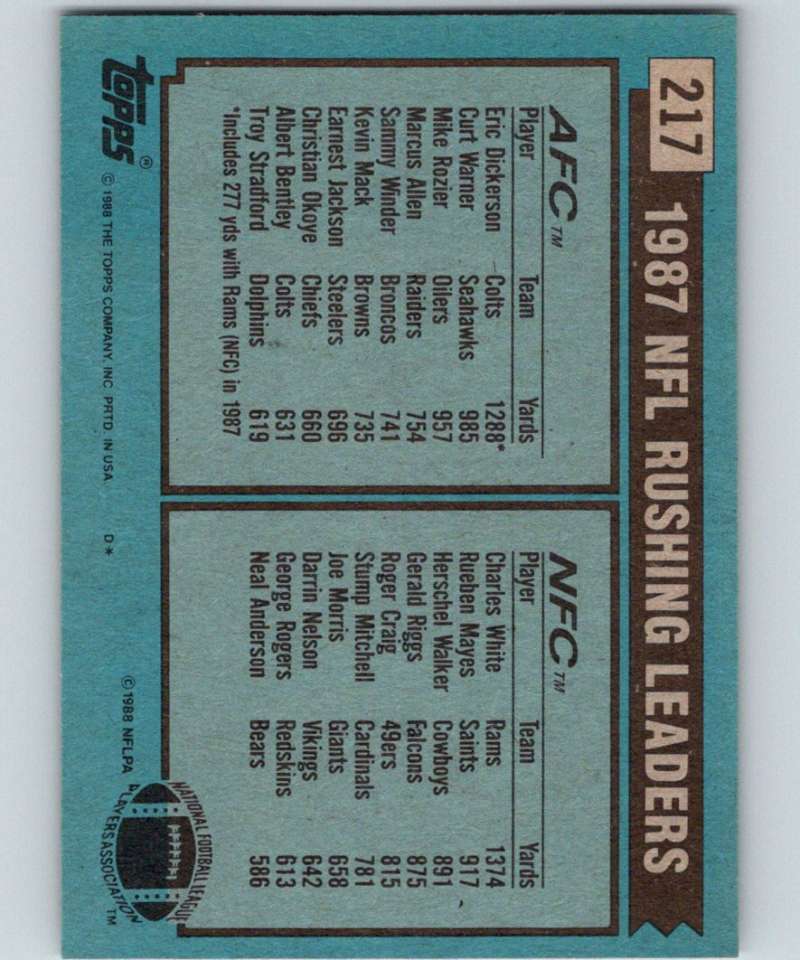 217
1987 NFL RUSHING LEADERS
AFC™
Player Team Yards
Eric Dickerson Colts 1288*
Curt Warner Seahawks 985
Mike Rozier Oilers 957
Marcus Allen Raiders 754
Sammy Winder Broncos 741
Kevin Mack Browns 735
Earnest Jackson Steelers 696
Christian Okoye Chiefs 660
Albert Bentley Colts 631
Troy Stradford Dolphins 619
*Includes 277 yds with Rams (NFC) in 1987
NFC™
Player Team Yards
Charles White Rams 1374
Rueben Mayes Saints 917
Herschel Walker Cowboys 891
Gerald Riggs Falcons 875
Roger Craig 49ers 815
Stump Mitchell Cardinals 781
Joe Morris Giants 658
Darrin Nelson Vikings 642
George Rogers Redskins 613
Neal Anderson Bears 586
Topps® © 1988 THE TOPPS COMPANY, INC PRTD. IN USA. D*
© 1988 NFLPA
NATIONAL FOOTBALL LEAGUE
PLAYERS ASSOCIATION ™